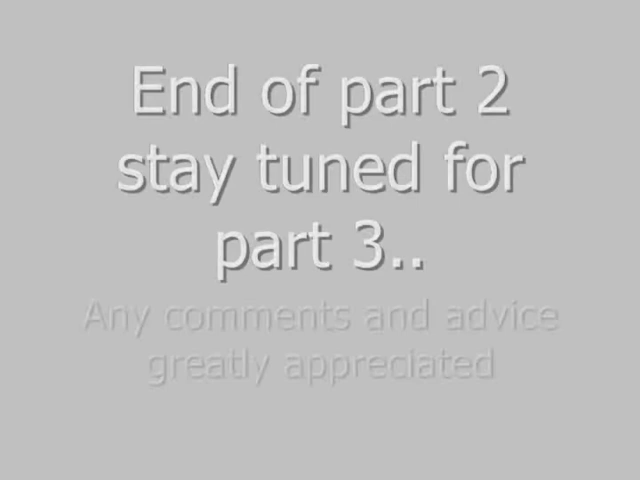 End of part 2
stay tuned for
part 3..
Any comments and advice
greatly appreciated